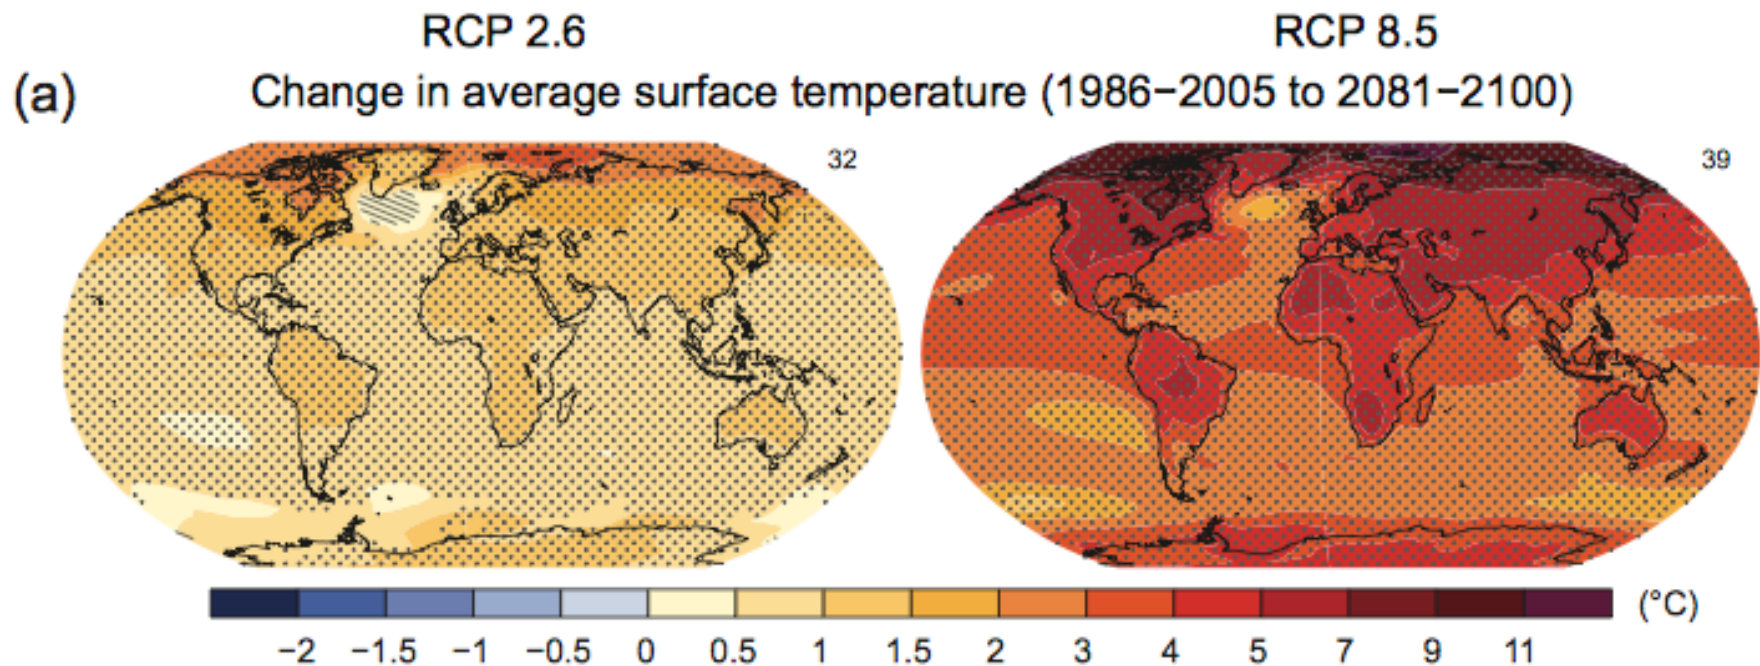 RCP 2.6 RCP 8.5
(a) Change in average surface temperature (1986−2005 to 2081−2100)
32 39
−2 −1.5 −1 −0.5 0 0.5 1 1.5 2 3 4 5 7 9 11 (°C)